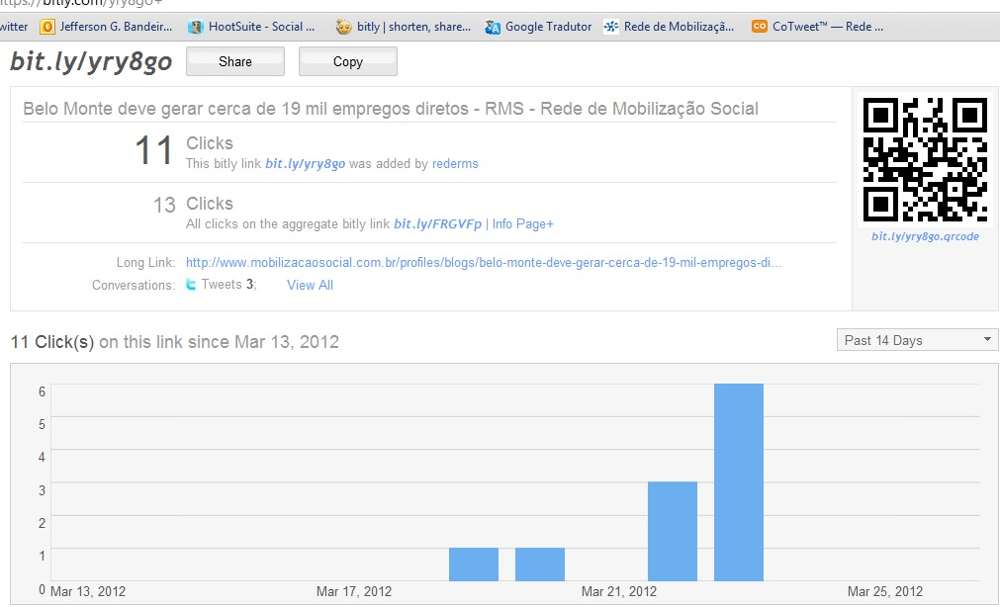 https://bitly.com/yry8go+
witter Jefferson G. Bandeir... HootSuite - Social ... bitly | shorten, share... Google Tradutor Rede de Mobilizaçã... CoTweet™ — Rede ...
bit.ly/yry8go Share Copy
Belo Monte deve gerar cerca de 19 mil empregos diretos - RMS - Rede de Mobilização Social
11 Clicks
This bitly link bit.ly/yry8go was added by rederms
13 Clicks
All clicks on the aggregate bitly link bit.ly/FRGVFp | Info Page+
bit.ly/yry8go.qrcode
Long Link: http://www.mobilizacaosocial.com.br/profiles/blogs/belo-monte-deve-gerar-cerca-de-19-mil-empregos-di...
Conversations: Tweets 3; View All
11 Click(s) on this link since Mar 13, 2012
Past 14 Days
6
5
4
3
2
1
0
Mar 13, 2012 Mar 17, 2012 Mar 21, 2012 Mar 25, 2012